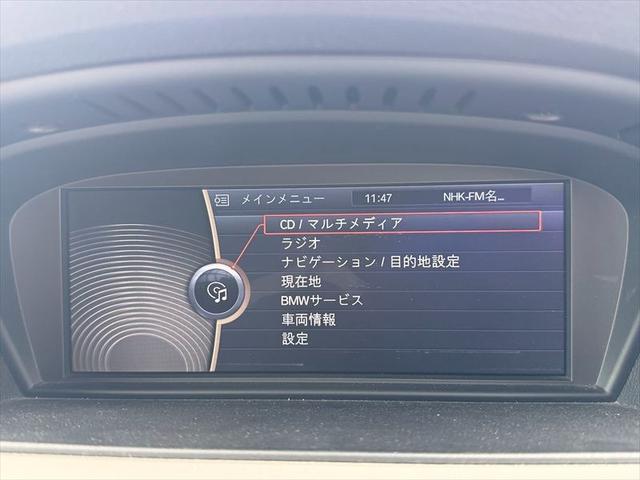 メインメニュー 11:47 NHK-FM名...
CD / マルチメディア
ラジオ
ナビゲーション / 目的地設定
現在地
BMWサービス
車両情報
設定